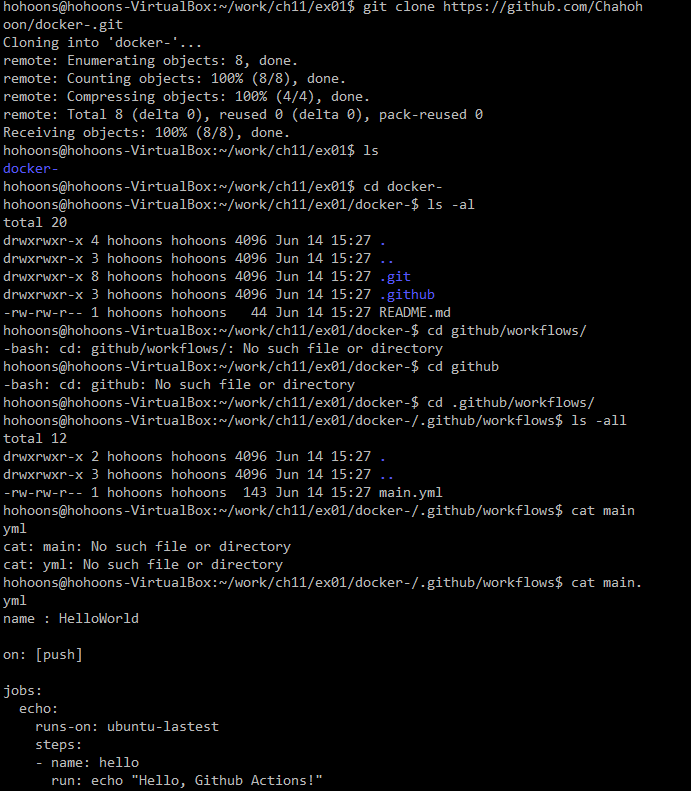 hohoons@hohoons-VirtualBox:~/work/ch11/ex01$ git clone https://github.com/Chahoh
oon/docker-.git
Cloning into 'docker-'...
remote: Enumerating objects: 8, done.
remote: Counting objects: 100% (8/8), done.
remote: Compressing objects: 100% (4/4), done.
remote: Total 8 (delta 0), reused 0 (delta 0), pack-reused 0
Receiving objects: 100% (8/8), done.
hohoons@hohoons-VirtualBox:~/work/ch11/ex01$ ls
docker-
hohoons@hohoons-VirtualBox:~/work/ch11/ex01$ cd docker-
hohoons@hohoons-VirtualBox:~/work/ch11/ex01/docker-$ ls -al
total 20
drwxrwxr-x 4 hohoons hohoons 4096 Jun 14 15:27 .
drwxrwxr-x 3 hohoons hohoons 4096 Jun 14 15:27 ..
drwxrwxr-x 8 hohoons hohoons 4096 Jun 14 15:27 .git
drwxrwxr-x 3 hohoons hohoons 4096 Jun 14 15:27 .github
-rw-rw-r-- 1 hohoons hohoons   44 Jun 14 15:27 README.md
hohoons@hohoons-VirtualBox:~/work/ch11/ex01/docker-$ cd github/workflows/
-bash: cd: github/workflows/: No such file or directory
hohoons@hohoons-VirtualBox:~/work/ch11/ex01/docker-$ cd github
-bash: cd: github: No such file or directory
hohoons@hohoons-VirtualBox:~/work/ch11/ex01/docker-$ cd .github/workflows/
hohoons@hohoons-VirtualBox:~/work/ch11/ex01/docker-/.github/workflows$ ls -all
total 12
drwxrwxr-x 2 hohoons hohoons 4096 Jun 14 15:27 .
drwxrwxr-x 3 hohoons hohoons 4096 Jun 14 15:27 ..
-rw-rw-r-- 1 hohoons hohoons  143 Jun 14 15:27 main.yml
hohoons@hohoons-VirtualBox:~/work/ch11/ex01/docker-/.github/workflows$ cat main
yml
cat: main: No such file or directory
cat: yml: No such file or directory
hohoons@hohoons-VirtualBox:~/work/ch11/ex01/docker-/.github/workflows$ cat main.
yml
name : HelloWorld

on: [push]

jobs:
  echo:
    runs-on: ubuntu-lastest
    steps:
    - name: hello
      run: echo "Hello, Github Actions!"